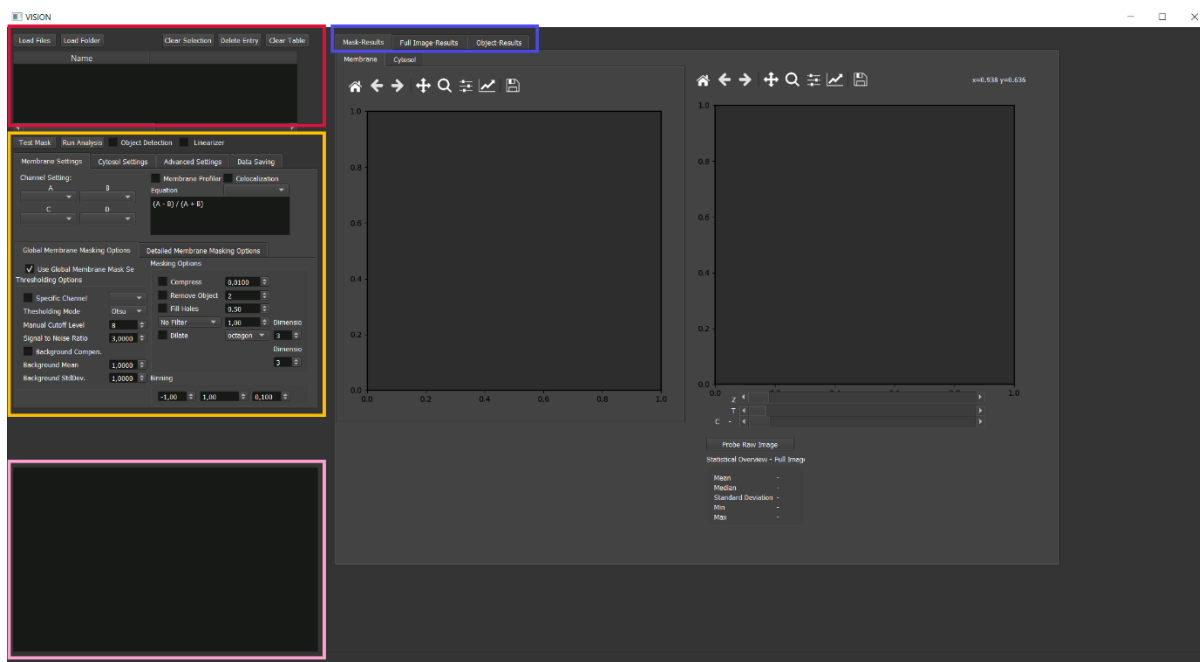 VISION
Load Files Load Folder Clear Selection Delete Entry Clear Table
Name
Test Mask Run Analysis Object Detection Linearizer
Membrane Settings Cytosol Settings Advanced Settings Data Saving
Channel Setting:
A B
C D
Membrane Profiler Colocalization
Equation
(A - B) / (A + B)
Global Membrane Masking Options Detailed Membrane Masking Options
Use Global Membrane Mask Se
Thresholding Options
Specific Channel
Thesholding Mode Otsu
Manual Cutoff Level 8
Signal to Noise Ratio 3,0000
Background Compen.
Background Mean 1,0000
Background StdDev. 1,0000
Masking Options
Compress 0,0100
Remove Object 2
Fill Holes 0,50
No Filter 1,00 Dimensio
Dilate octagon 3
Dimensio
3
Binning
-1,00 1,00 0,100
Mask-Results Full Image-Results Object-Results
Membrane Cytosol
1.0
0.8
0.6
0.4
0.2
0.0
0.0 0.2 0.4 0.6 0.8 1.0
x=0.938 y=0.636
1.0
0.8
0.6
0.4
0.2
0.0
0.0 1.0
Z
T
C -
Probe Raw Image
Statistical Overview - Full Imag
Mean -
Median -
Standard Deviation -
Min -
Max -